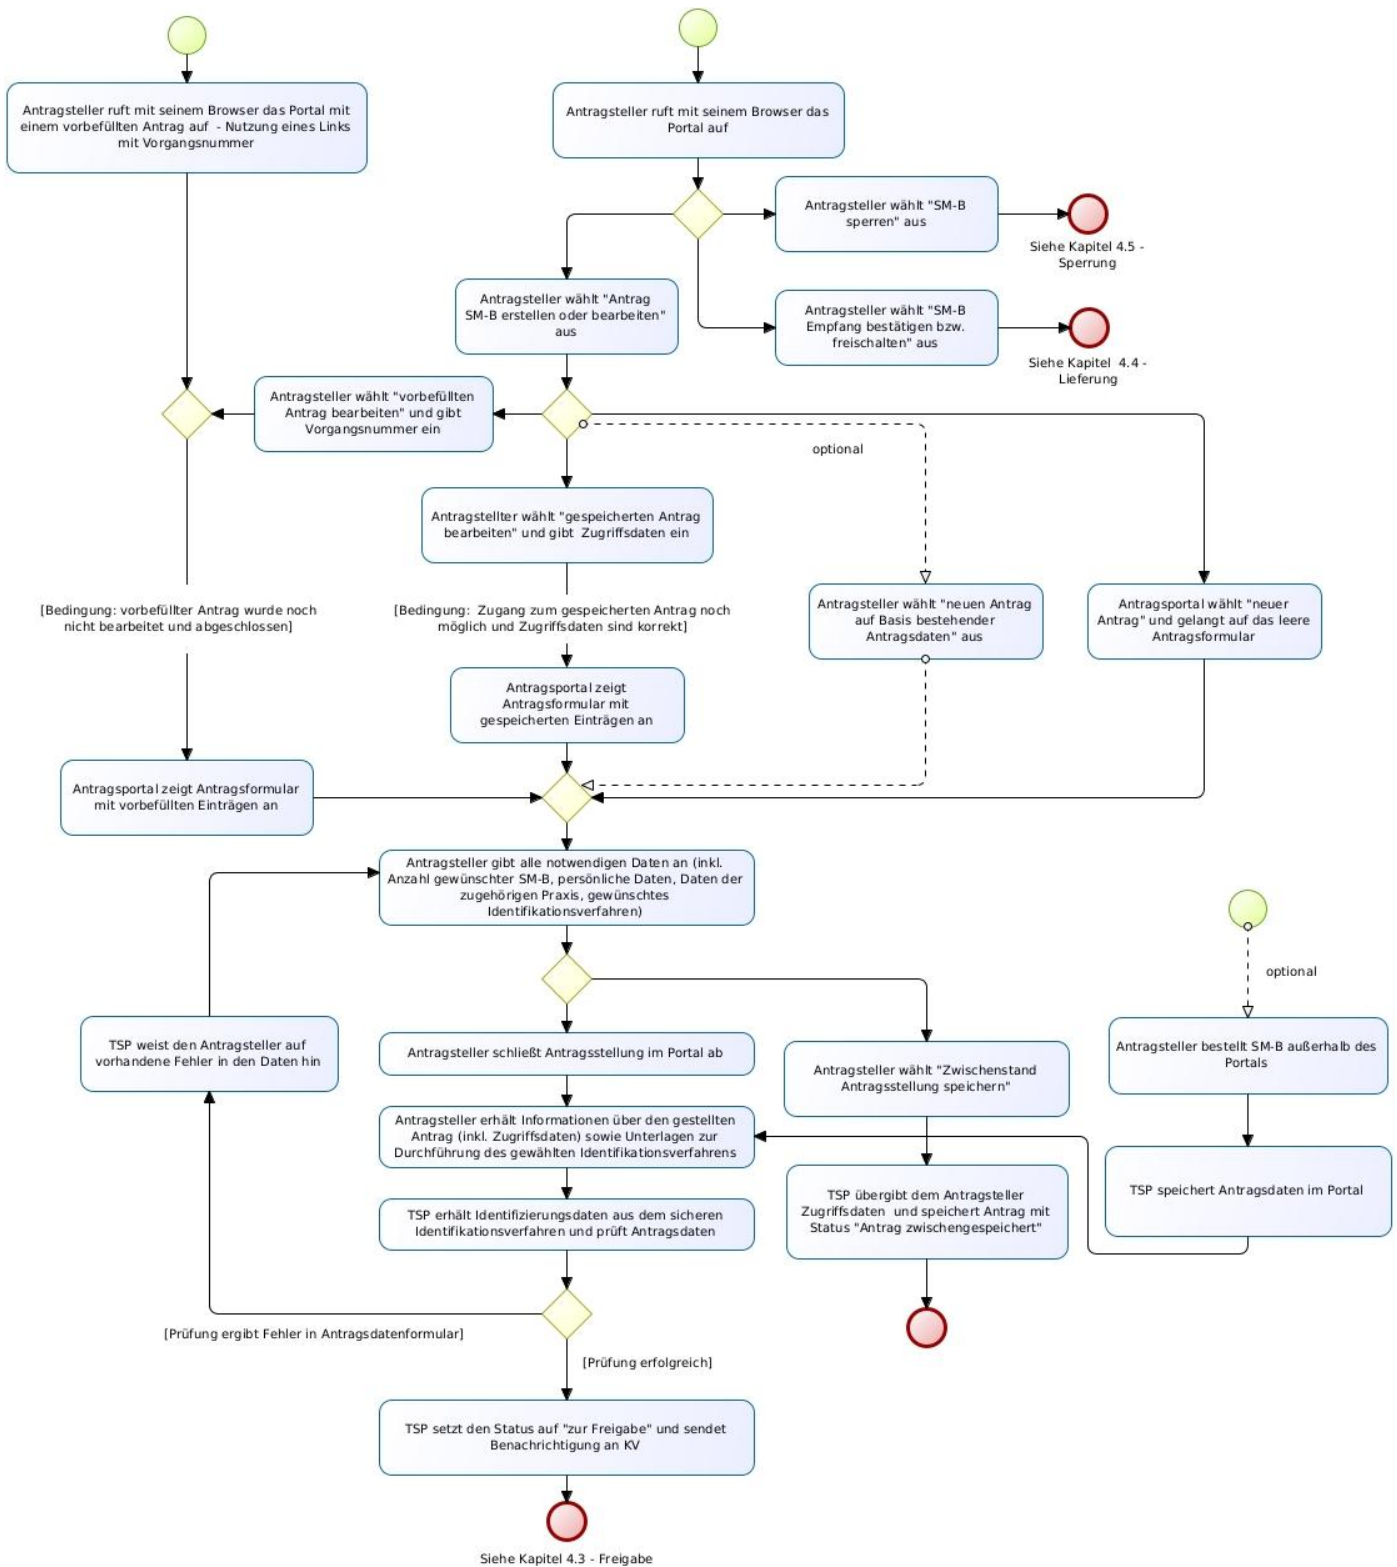 Antragsteller ruft mit seinem Browser das Portal mit
einem vorbefüllten Antrag auf - Nutzung eines Links
mit Vorgangsnummer
Antragsteller ruft mit seinem Browser das
Portal auf
Antragsteller wählt "SM-B
sperren" aus
Siehe Kapitel 4.5 -
Sperrung
Antragsteller wählt "Antrag
SM-B erstellen oder bearbeiten"
aus
Antragsteller wählt "SM-B
Empfang bestätigen bzw.
freischalten" aus
Siehe Kapitel 4.4 -
Lieferung
Antragsteller wählt "vorbefüllten
Antrag bearbeiten" und gibt
Vorgangsnummer ein
optional
Antragstellter wählt "gespeicherten Antrag
bearbeiten" und gibt Zugriffsdaten ein
[Bedingung: vorbefüllter Antrag wurde noch
nicht bearbeitet und abgeschlossen]
[Bedingung: Zugang zum gespeicherten Antrag noch
möglich und Zugriffsdaten sind korrekt]
Antragsteller wählt "neuen Antrag
auf Basis bestehender
Antragsdaten" aus
Antragsportal wählt "neuer
Antrag" und gelangt auf das leere
Antragsformular
Antragsportal zeigt
Antragsformular mit
gespeicherten Einträgen an
Antragsportal zeigt Antragsformular
mit vorbefüllten Einträgen an
Antragsteller gibt alle notwendigen Daten an (inkl.
Anzahl gewünschter SM-B, persönliche Daten, Daten der
zugehörigen Praxis, gewünschtes
Identifikationsverfahren)
optional
TSP weist den Antragsteller auf
vorhandene Fehler in den Daten hin
Antragsteller schließt Antragsstellung im Portal ab
Antragsteller wählt "Zwischenstand
Antragsstellung speichern"
Antragsteller bestellt SM-B außerhalb des
Portals
Antragsteller erhält Informationen über den gestellten
Antrag (inkl. Zugriffsdaten) sowie Unterlagen zur
Durchführung des gewählten Identifikationsverfahrens
TSP übergibt dem Antragsteller
Zugriffsdaten und speichert Antrag mit
Status "Antrag zwischengespeichert"
TSP speichert Antragsdaten im Portal
TSP erhält Identifizierungsdaten aus dem sicheren
Identifikationsverfahren und prüft Antragsdaten
[Prüfung ergibt Fehler in Antragsdatenformular]
[Prüfung erfolgreich]
TSP setzt den Status auf "zur Freigabe" und sendet
Benachrichtigung an KV
Siehe Kapitel 4.3 - Freigabe